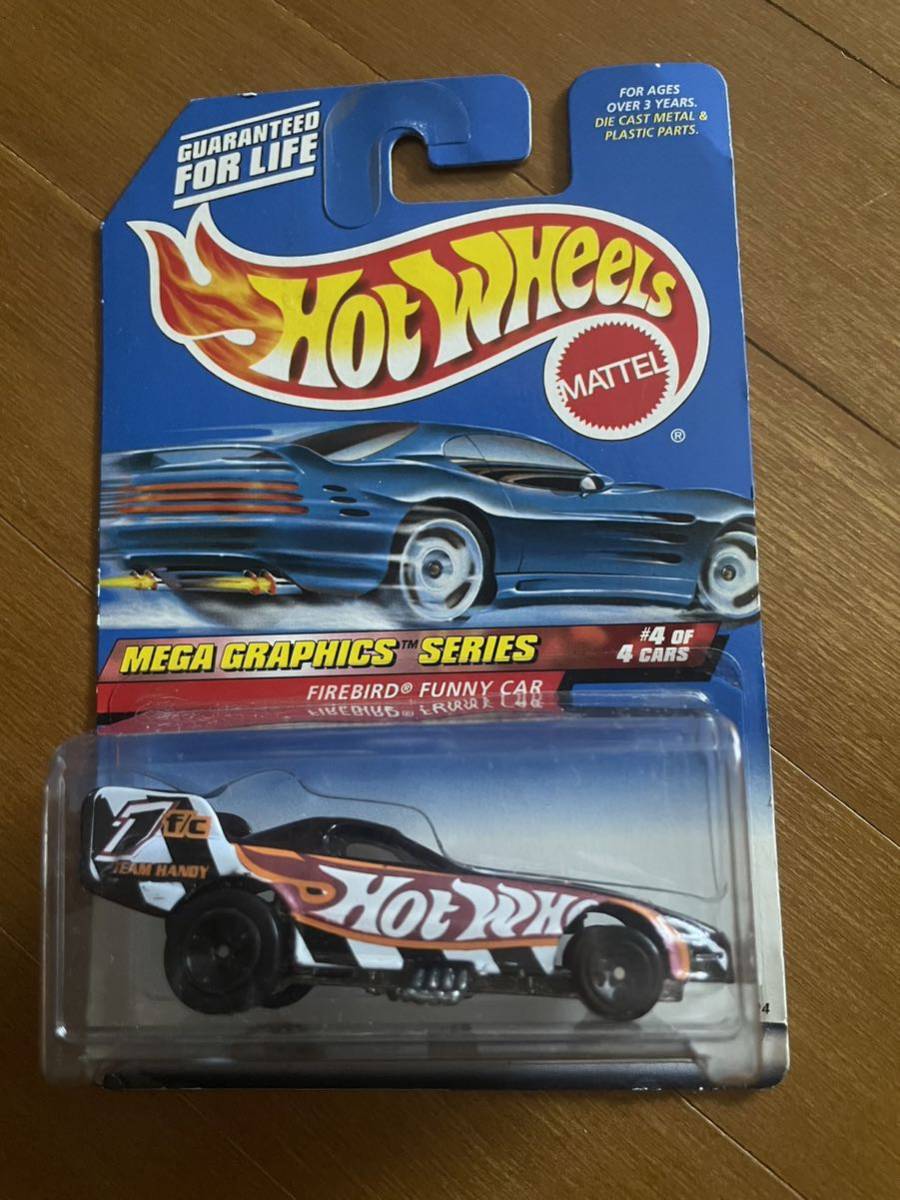 GUARANTEED
FOR LIFE
FOR AGES
OVER 3 YEARS.
DIE CAST METAL &
PLASTIC PARTS.
HOT WHEELS
MATTEL
®
MEGA GRAPHICS™ SERIES
#4 OF
4 CARS
FIREBIRD® FUNNY CAR
1 f/c
TEAM HANDY
HOT WHE